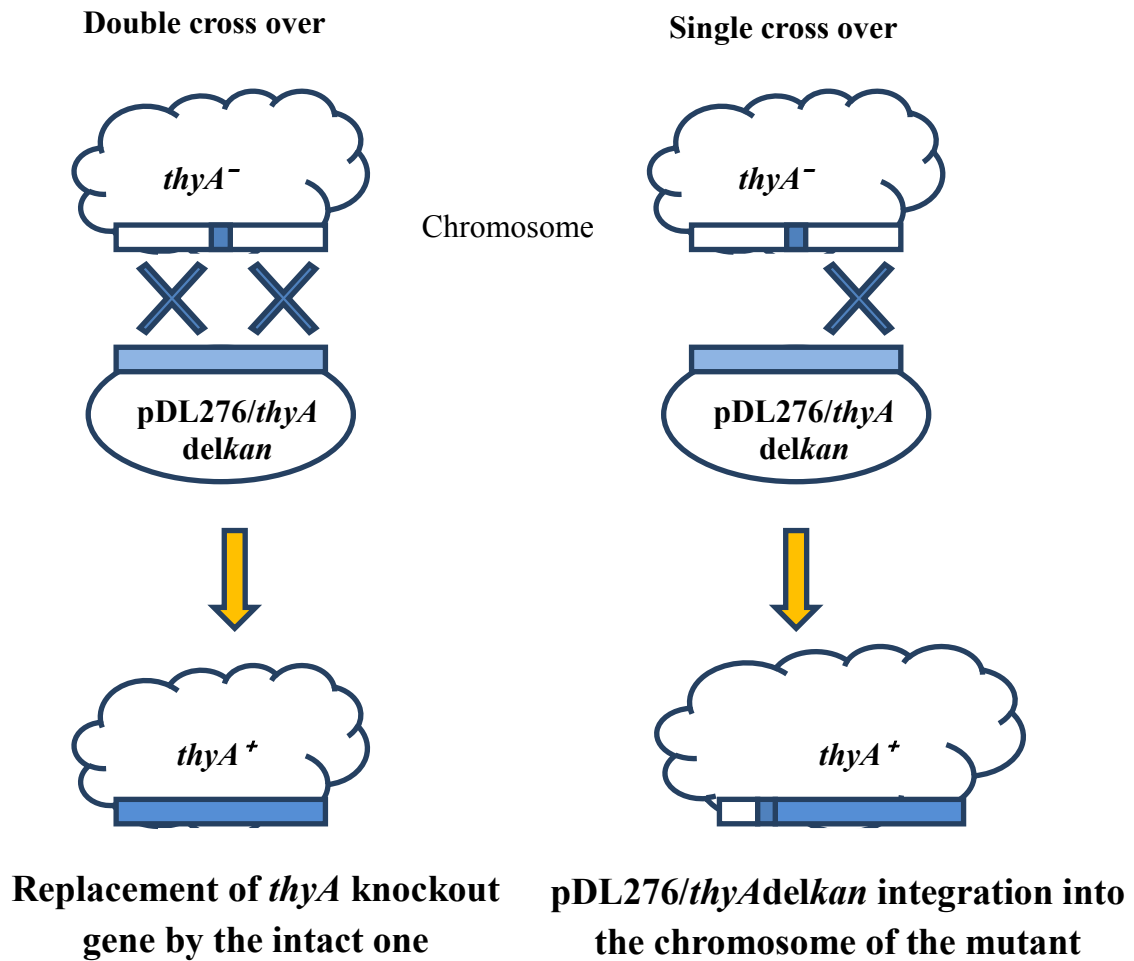 Double cross over
Single cross over
thyA⁻
thyA⁻
Chromosome
pDL276/thyA
delkan
pDL276/thyA
delkan
thyA⁺
thyA⁺
Replacement of thyA knockout
gene by the intact one
pDL276/thyAdelkan integration into
the chromosome of the mutant